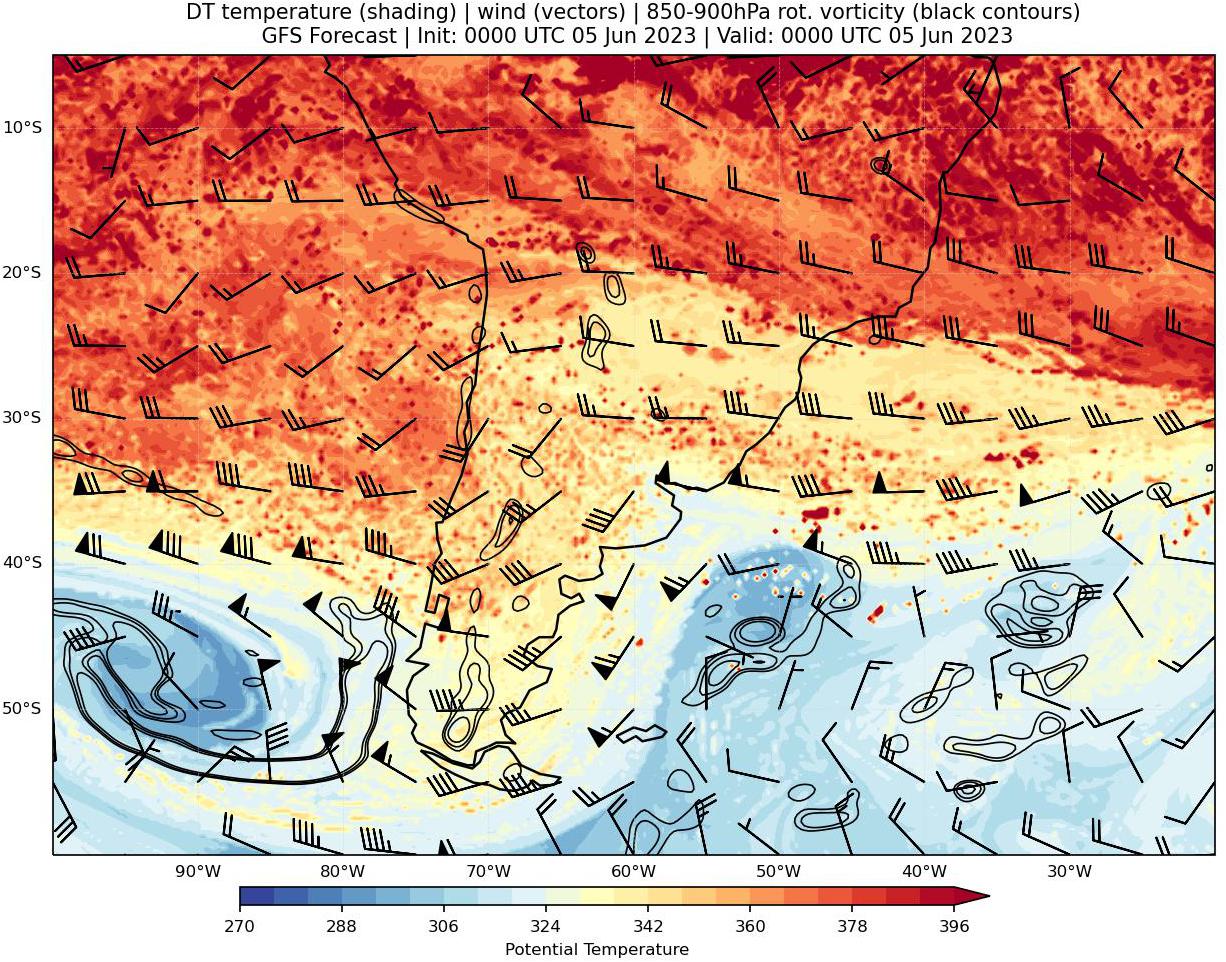 DT temperature (shading) | wind (vectors) | 850-900hPa rot. vorticity (black contours)
GFS Forecast | Init: 0000 UTC 05 Jun 2023 | Valid: 0000 UTC 05 Jun 2023
10°S
20°S
30°S
40°S
50°S
90°W 80°W 70°W 60°W 50°W 40°W 30°W
270 288 306 324 342 360 378 396
Potential Temperature